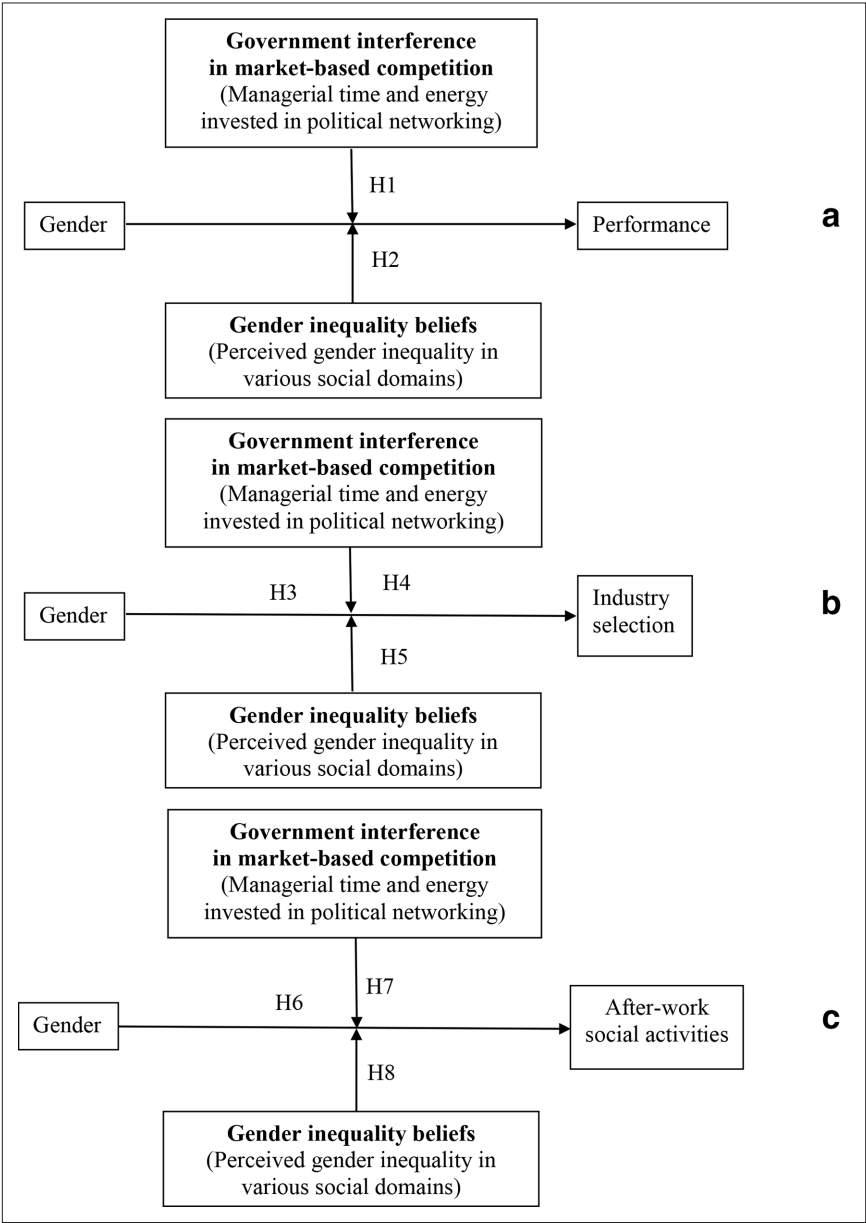 Government interference
in market-based competition
(Managerial time and energy
invested in political networking)
H1
Gender
Performance
a
H2
Gender inequality beliefs
(Perceived gender inequality in
various social domains)
Government interference
in market-based competition
(Managerial time and energy
invested in political networking)
H3
H4
Gender
Industry
selection
b
H5
Gender inequality beliefs
(Perceived gender inequality in
various social domains)
Government interference
in market-based competition
(Managerial time and energy
invested in political networking)
H6
H7
Gender
After-work
social activities
c
H8
Gender inequality beliefs
(Perceived gender inequality in
various social domains)